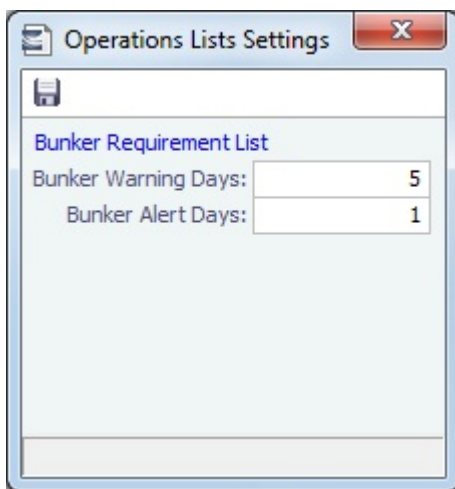 Operations Lists Settings
Bunker Requirement List
Bunker Warning Days: 5
Bunker Alert Days: 1